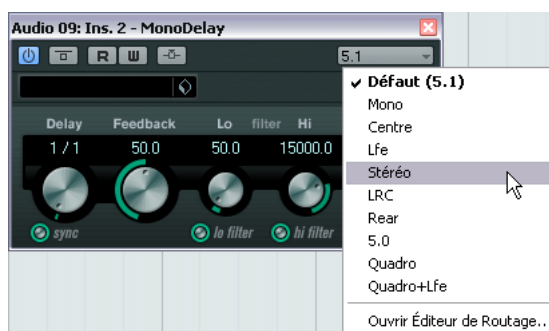 Audio 09: Ins. 2 - MonoDelay
R W 5.1
Delay Feedback Lo filter Hi
1 / 1 50.0 50.0 15000.0
sync lo filter hi filter
✓ Défaut (5.1)
Mono
Centre
Lfe
Stéréo
LRC
Rear
5.0
Quadro
Quadro+Lfe
Ouvrir Éditeur de Routage..